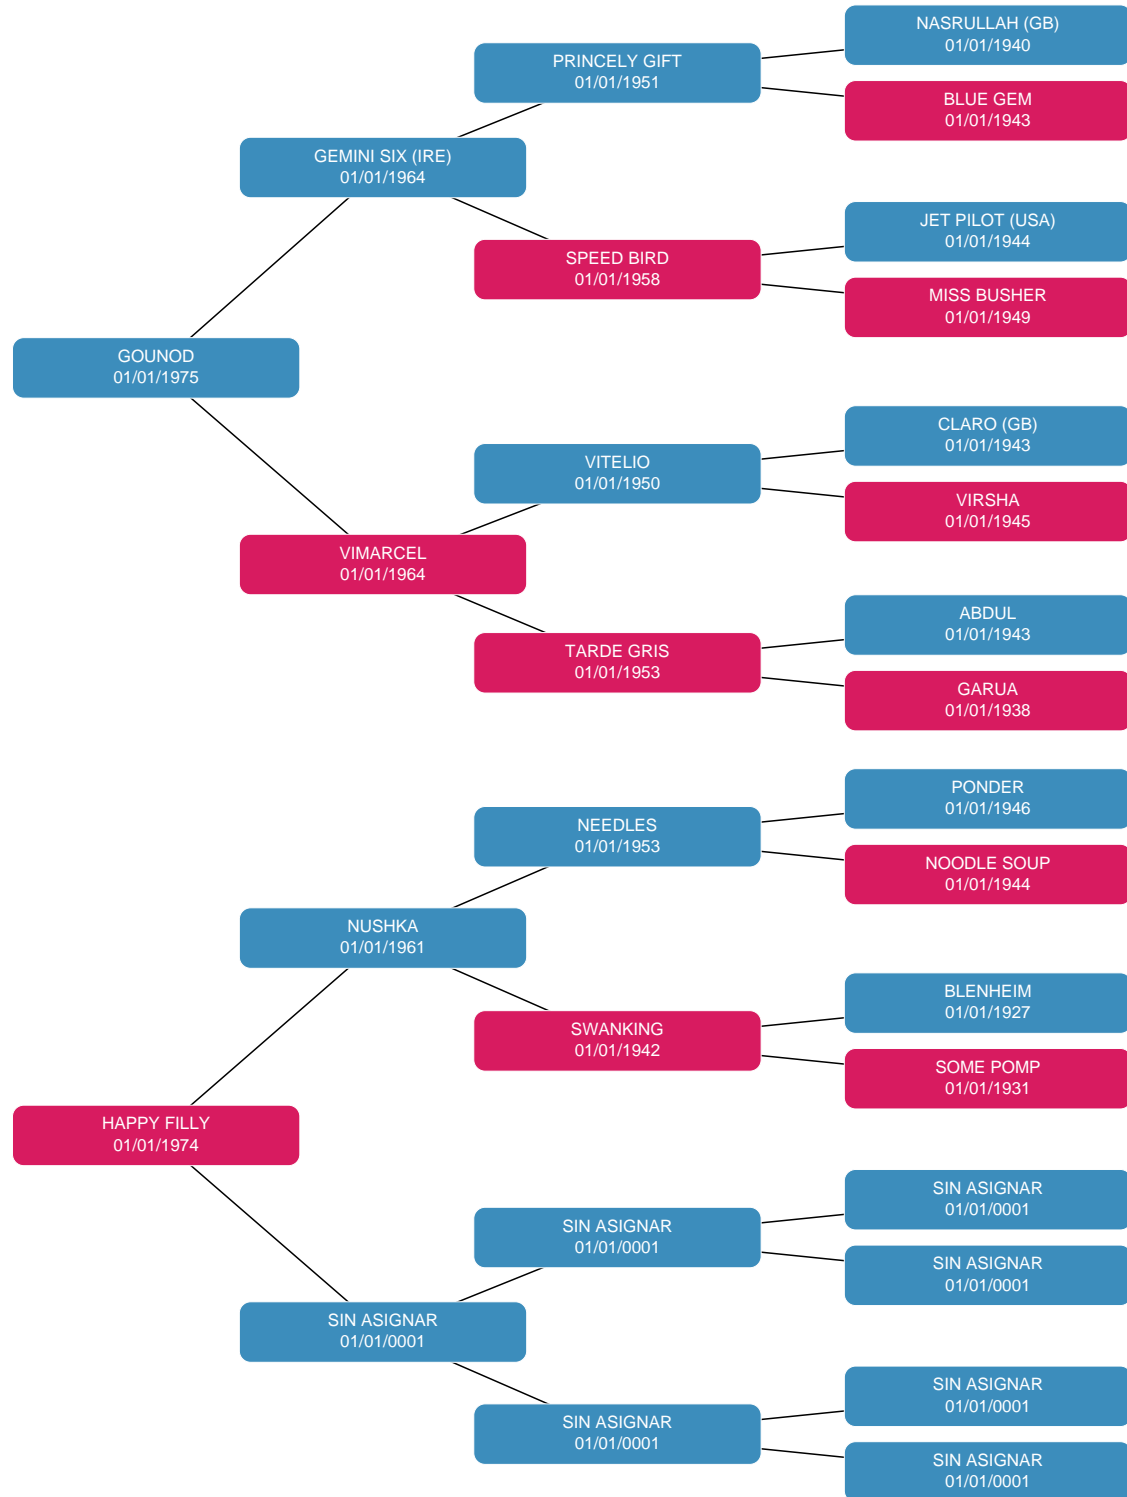 NASRULLAH (GB)
01/01/1940
PRINCELY GIFT
01/01/1951
BLUE GEM
01/01/1943
GEMINI SIX (IRE)
01/01/1964
JET PILOT (USA)
01/01/1944
SPEED BIRD
01/01/1958
MISS BUSHER
01/01/1949
GOUNOD
01/01/1975
CLARO (GB)
01/01/1943
VITELIO
01/01/1950
VIRSHA
01/01/1945
VIMARCEL
01/01/1964
ABDUL
01/01/1943
TARDE GRIS
01/01/1953
GARUA
01/01/1938
PONDER
01/01/1946
NEEDLES
01/01/1953
NOODLE SOUP
01/01/1944
NUSHKA
01/01/1961
BLENHEIM
01/01/1927
SWANKING
01/01/1942
SOME POMP
01/01/1931
HAPPY FILLY
01/01/1974
SIN ASIGNAR
01/01/0001
SIN ASIGNAR
01/01/0001
SIN ASIGNAR
01/01/0001
SIN ASIGNAR
01/01/0001
SIN ASIGNAR
01/01/0001
SIN ASIGNAR
01/01/0001
SIN ASIGNAR
01/01/0001